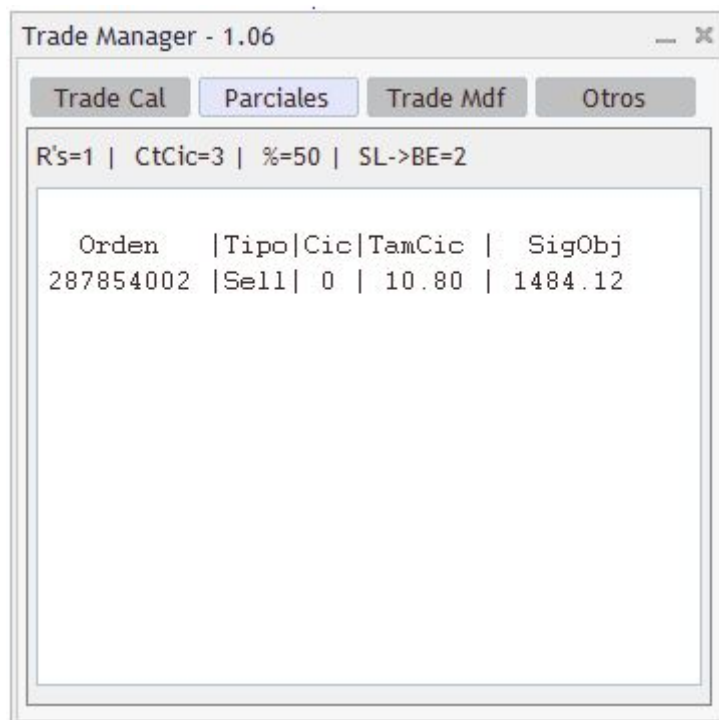 Trade Manager - 1.06
Trade Cal Parciales Trade Mdf Otros
R's=1 | CtCic=3 | %=50 | SL->BE=2
Orden |Tipo|Cic|TamCic | SigObj
287854002 |Sell| 0 | 10.80 | 1484.12